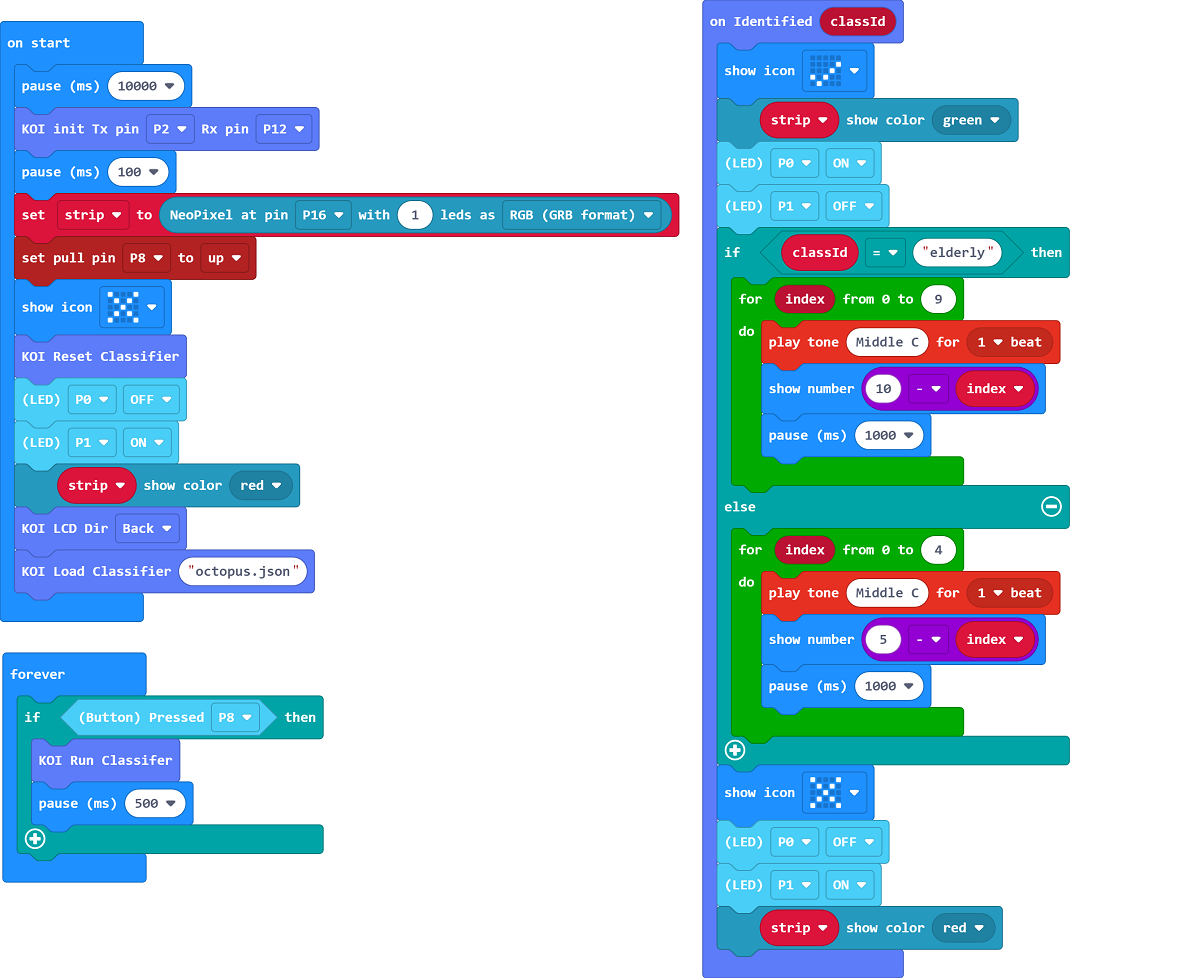 on start
pause (ms) 10000
KOI init Tx pin P2 Rx pin P12
pause (ms) 100
set strip to NeoPixel at pin P16 with 1 leds as RGB (GRB format)
set pull pin P8 to up
show icon
KOI Reset Classifier
(LED) P0 OFF
(LED) P1 ON
strip show color red
KOI LCD Dir Back
KOI Load Classifier "octopus.json"
forever
if (Button) Pressed P8 then
KOI Run Classifer
pause (ms) 500
on Identified classId
show icon
strip show color green
(LED) P0 ON
(LED) P1 OFF
if classId = "elderly" then
for index from 0 to 9
do
play tone Middle C for 1 beat
show number 10 - index
pause (ms) 1000
else
for index from 0 to 4
do
play tone Middle C for 1 beat
show number 5 - index
pause (ms) 1000
show icon
(LED) P0 OFF
(LED) P1 ON
strip show color red